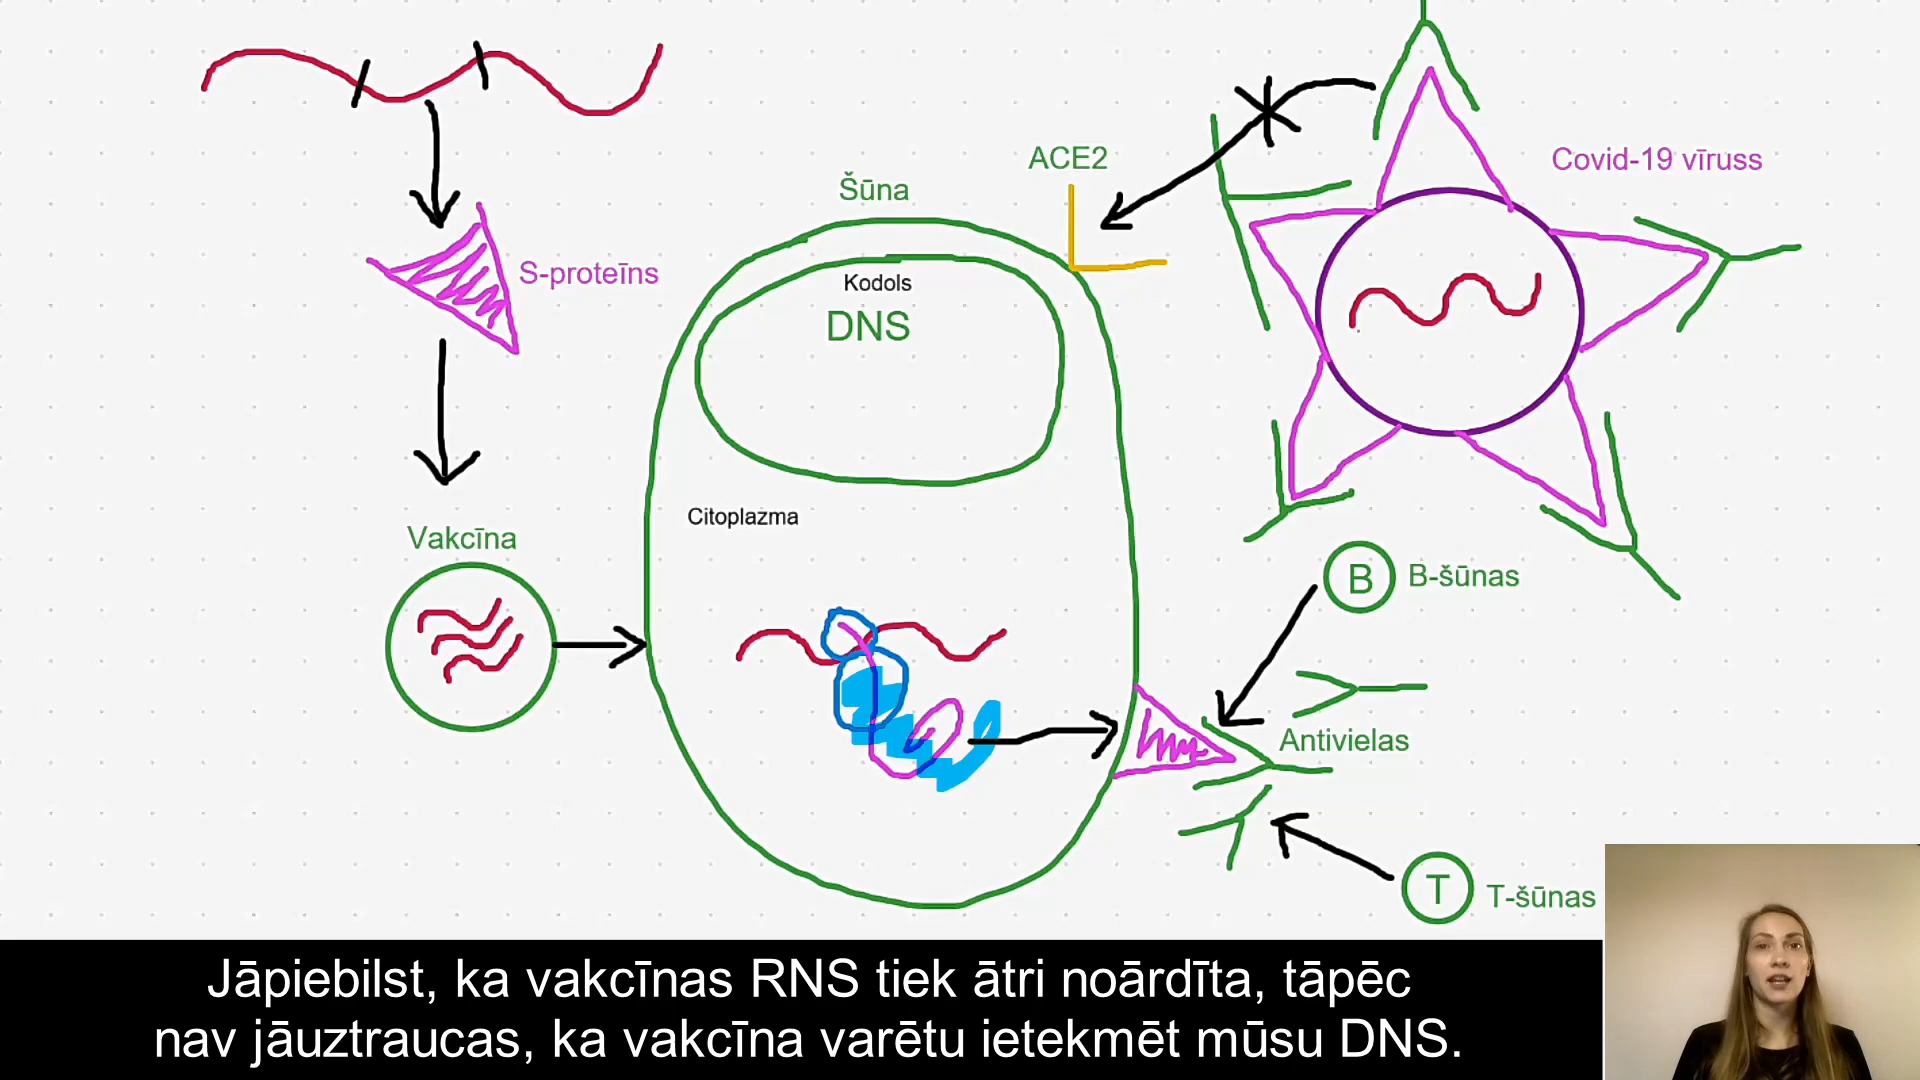 ACE2
Covid-19 vīruss
Šūna
S-proteīns
Kodols
DNS
Citoplazma
Vakcīna
B
B-šūnas
Antivielas
T
T-šūnas
Jāpiebilst, ka vakcīnas RNS tiek ātri noārdīta, tāpēc
nav jāuztraucas, ka vakcīna varētu ietekmēt mūsu DNS.